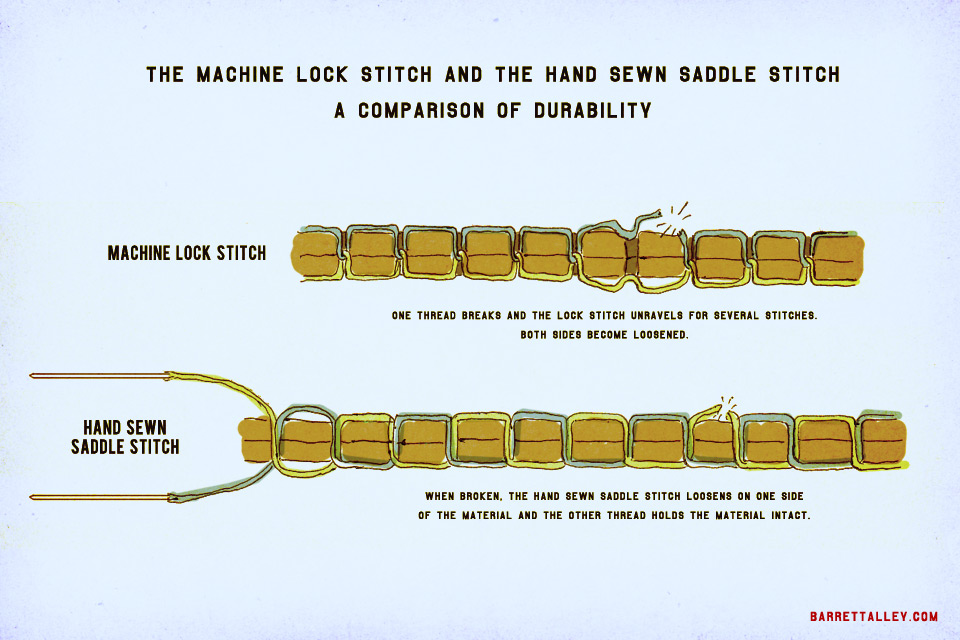 THE MACHINE LOCK STITCH AND THE HAND SEWN SADDLE STITCH
A COMPARISON OF DURABILITY
MACHINE LOCK STITCH
ONE THREAD BREAKS AND THE LOCK STITCH UNRAVELS FOR SEVERAL STITCHES.
BOTH SIDES BECOME LOOSENED.
HAND SEWN
SADDLE STITCH
WHEN BROKEN, THE HAND SEWN SADDLE STITCH LOOSENS ON ONE SIDE
OF THE MATERIAL AND THE OTHER THREAD HOLDS THE MATERIAL INTACT.
BARRETTALLEY.COM